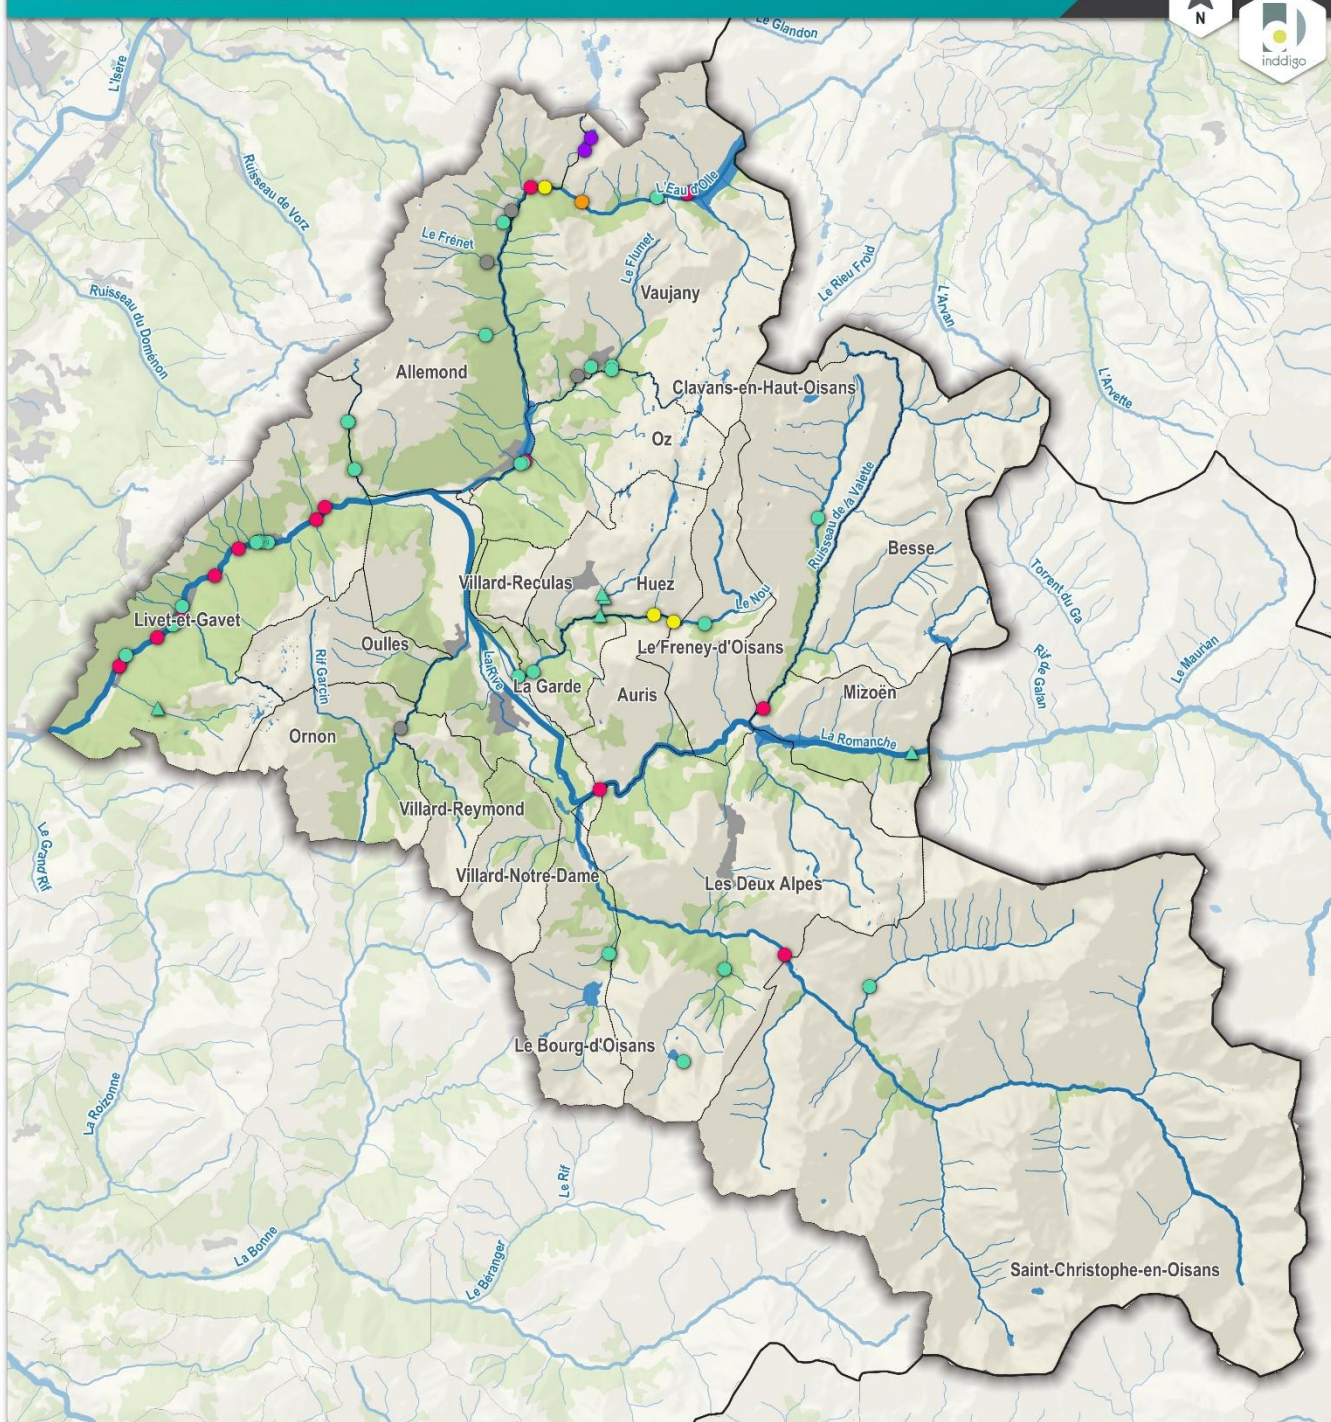 Le Glandon
N
inddigo
L'Isère
Ruisseau de Vorz
L'Eau d'Olle
Le Frénet
Le Flumet
Le Rieu Froid
Vaujany
Ruisseau du Doménon
L'Arvan
Allemond
Clavans-en-Haut-Oisans
L'Arvette
Oz
Ruisseau de la Valette
Besse
Villard-Reculas
Huez
Le Nou
Torrent du Ga
Livet-et-Gavet
Oulles
Le Freney-d'Oisans
Rif Garcin
La Rive
La Garde
Auris
Mizoën
Rif de Galan
Le Maurian
Ornon
La Romanche
Villard-Reymond
Le Grand Rif
Villard-Notre-Dame
Les Deux Alpes
Le Bourg-d'Oisans
La Roizonne
Le Rif
La Bonne
Le Béranger
Saint-Christophe-en-Oisans